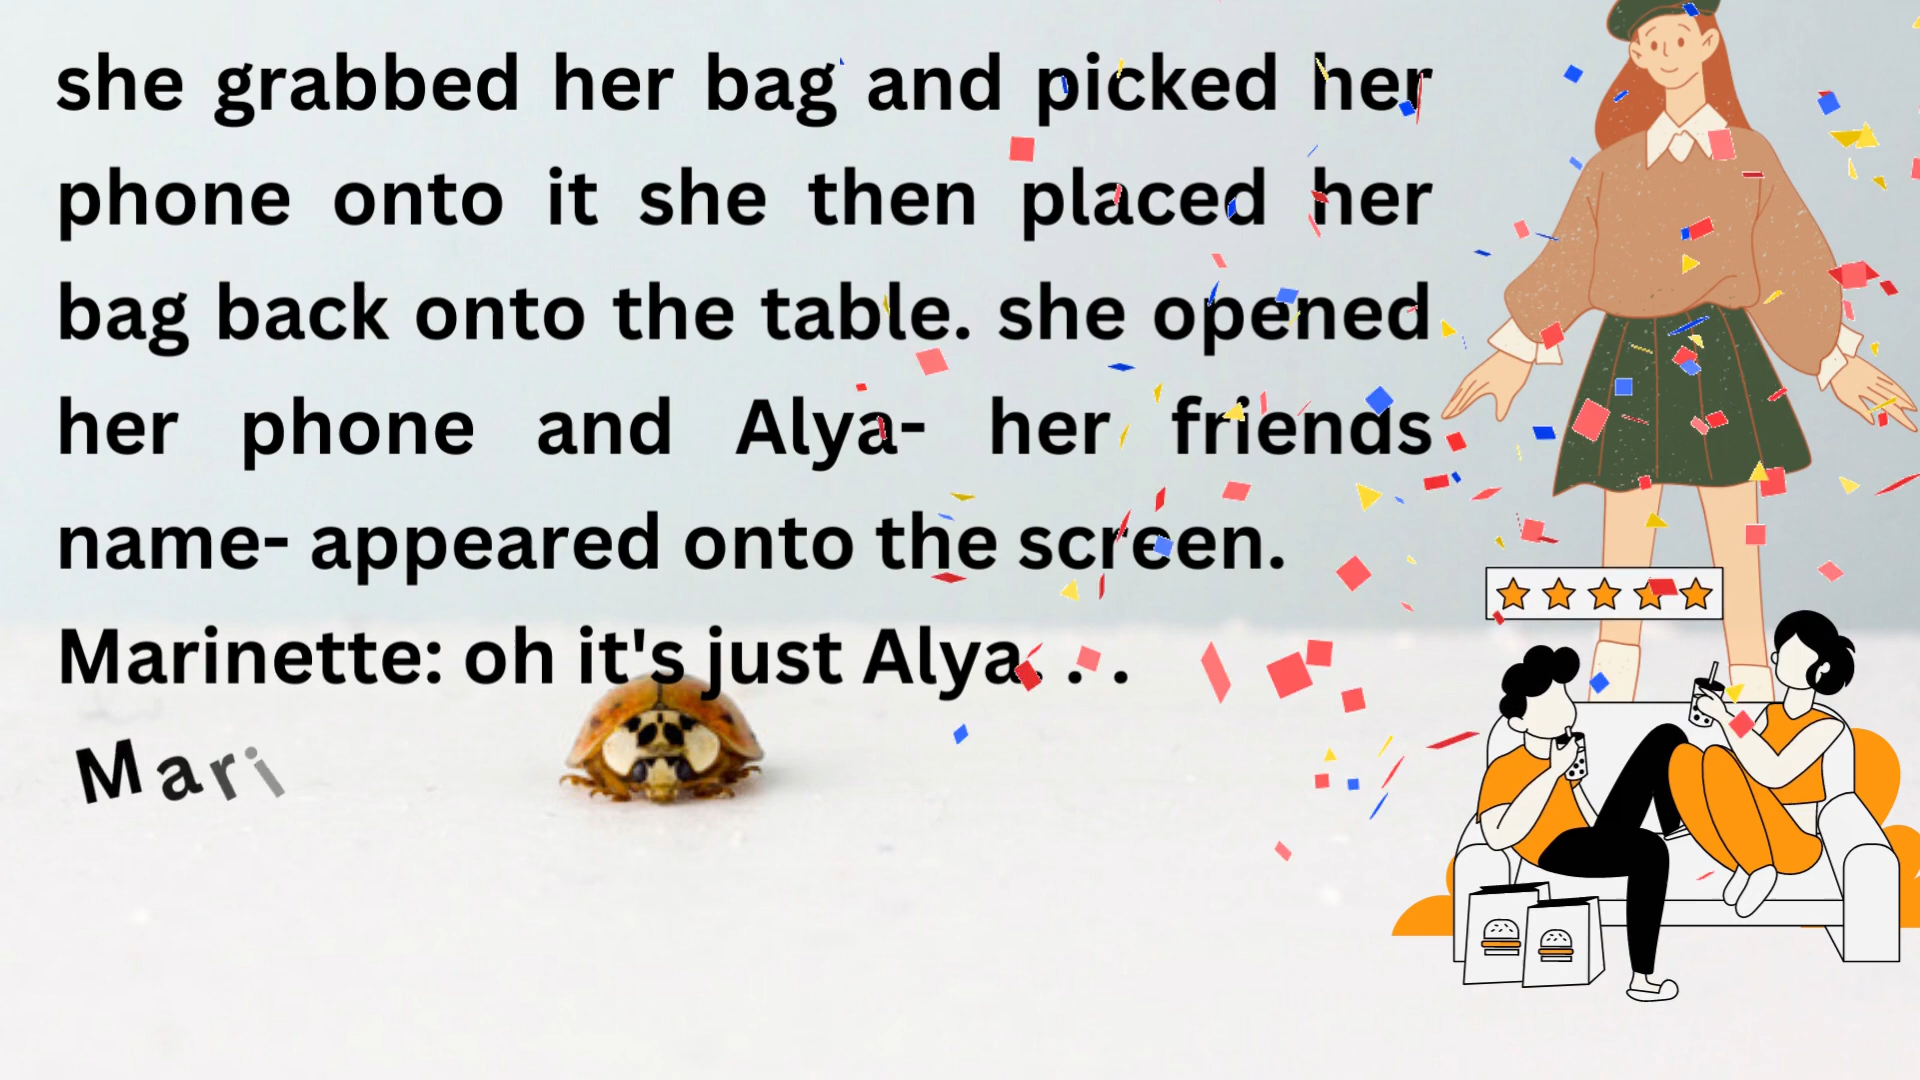 she grabbed her bag and picked her
phone onto it she then placed her
bag back onto the table. she opened
her phone and Alya- her friends
name- appeared onto the screen.
Marinette: oh it's just Alya. . .
Mari